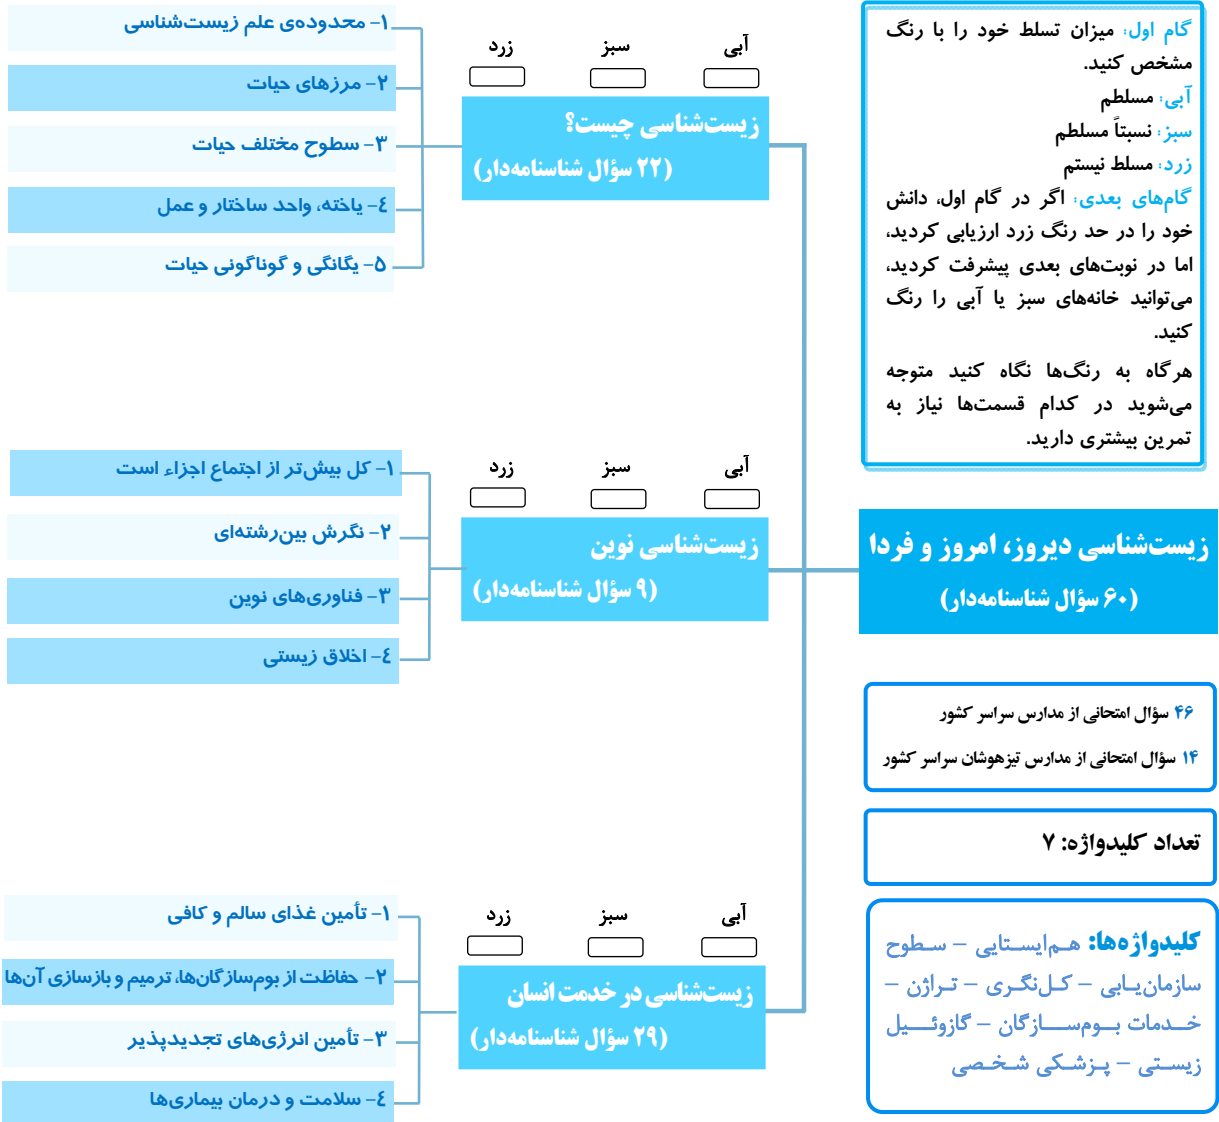 گام اول: میزان تسلط خود را با رنگ
مشخص کنید.
آبی: مسلطم
سبز: نسبتاً مسلطم
زرد: مسلط نیستم
گام‌های بعدی: اگر در گام اول، دانش
خود را در حد رنگ زرد ارزیابی کردید،
اما در نوبت‌های بعدی پیشرفت کردید،
می‌توانید خانه‌های سبز یا آبی را رنگ
کنید.
هرگاه به رنگ‌ها نگاه کنید متوجه
می‌شوید در کدام قسمت‌ها نیاز به
تمرین بیشتری دارید.
زیست‌شناسی دیروز، امروز و فردا
(۶۰ سؤال شناسنامه‌دار)
۴۶ سؤال امتحانی از مدارس سراسر کشور
۱۴ سؤال امتحانی از مدارس تیزهوشان سراسر کشور
تعداد کلیدواژه: ۷
کلیدواژه‌ها: هم‌ایستایی – سطوح
سازمان‌یابی – کل‌نگری – تراژن –
خدمات بوم‌سازگان – گازوئیل
زیستی – پزشکی شخصی
آبی سبز زرد
زیست‌شناسی چیست؟
(۲۲ سؤال شناسنامه‌دار)
۱- محدوده‌ی علم زیست‌شناسی
۲- مرزهای حیات
۳- سطوح مختلف حیات
۴- یاخته، واحد ساختار و عمل
۵- یگانگی و گوناگونی حیات
آبی سبز زرد
زیست‌شناسی نوین
(۹ سؤال شناسنامه‌دار)
۱- کل بیش‌تر از اجتماع اجزاء است
۲- نگرش بین‌رشته‌ای
۳- فناوری‌های نوین
۴- اخلاق زیستی
آبی سبز زرد
زیست‌شناسی در خدمت انسان
(۲۹ سؤال شناسنامه‌دار)
۱- تأمین غذای سالم و کافی
۲- حفاظت از بوم‌سازگان‌ها، ترمیم و بازسازی آن‌ها
۳- تأمین انرژی‌های تجدیدپذیر
۴- سلامت و درمان بیماری‌ها